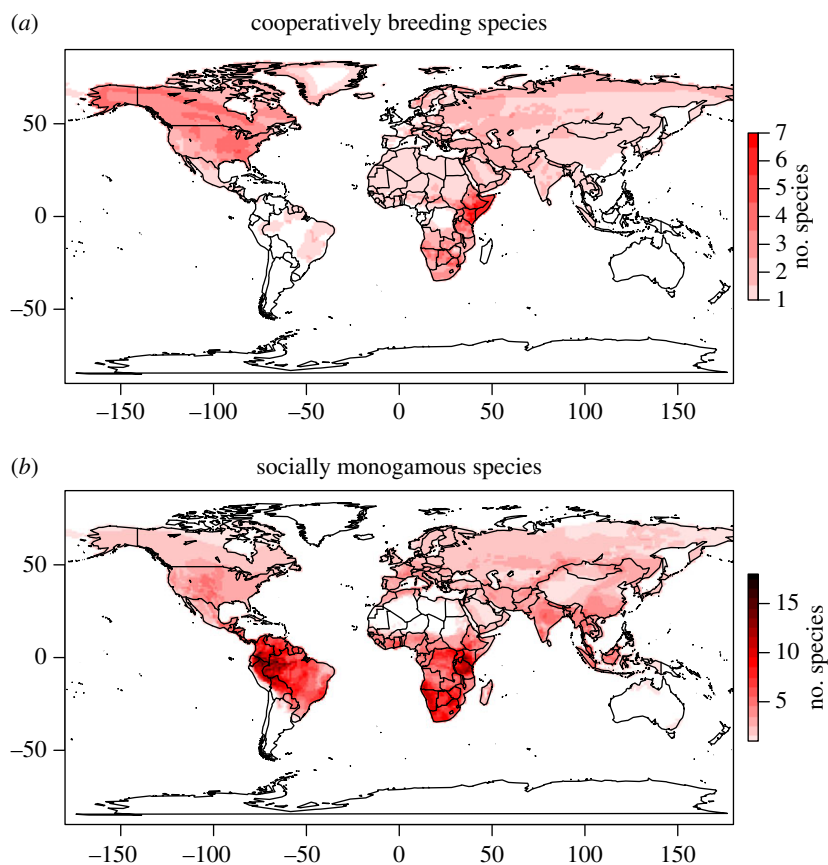 (a) cooperatively breeding species
50
0
−50
−150 −100 −50 0 50 100 150
7
6
5
4
3
2
1
no. species
(b) socially monogamous species
50
0
−50
−150 −100 −50 0 50 100 150
15
10
5
no. species